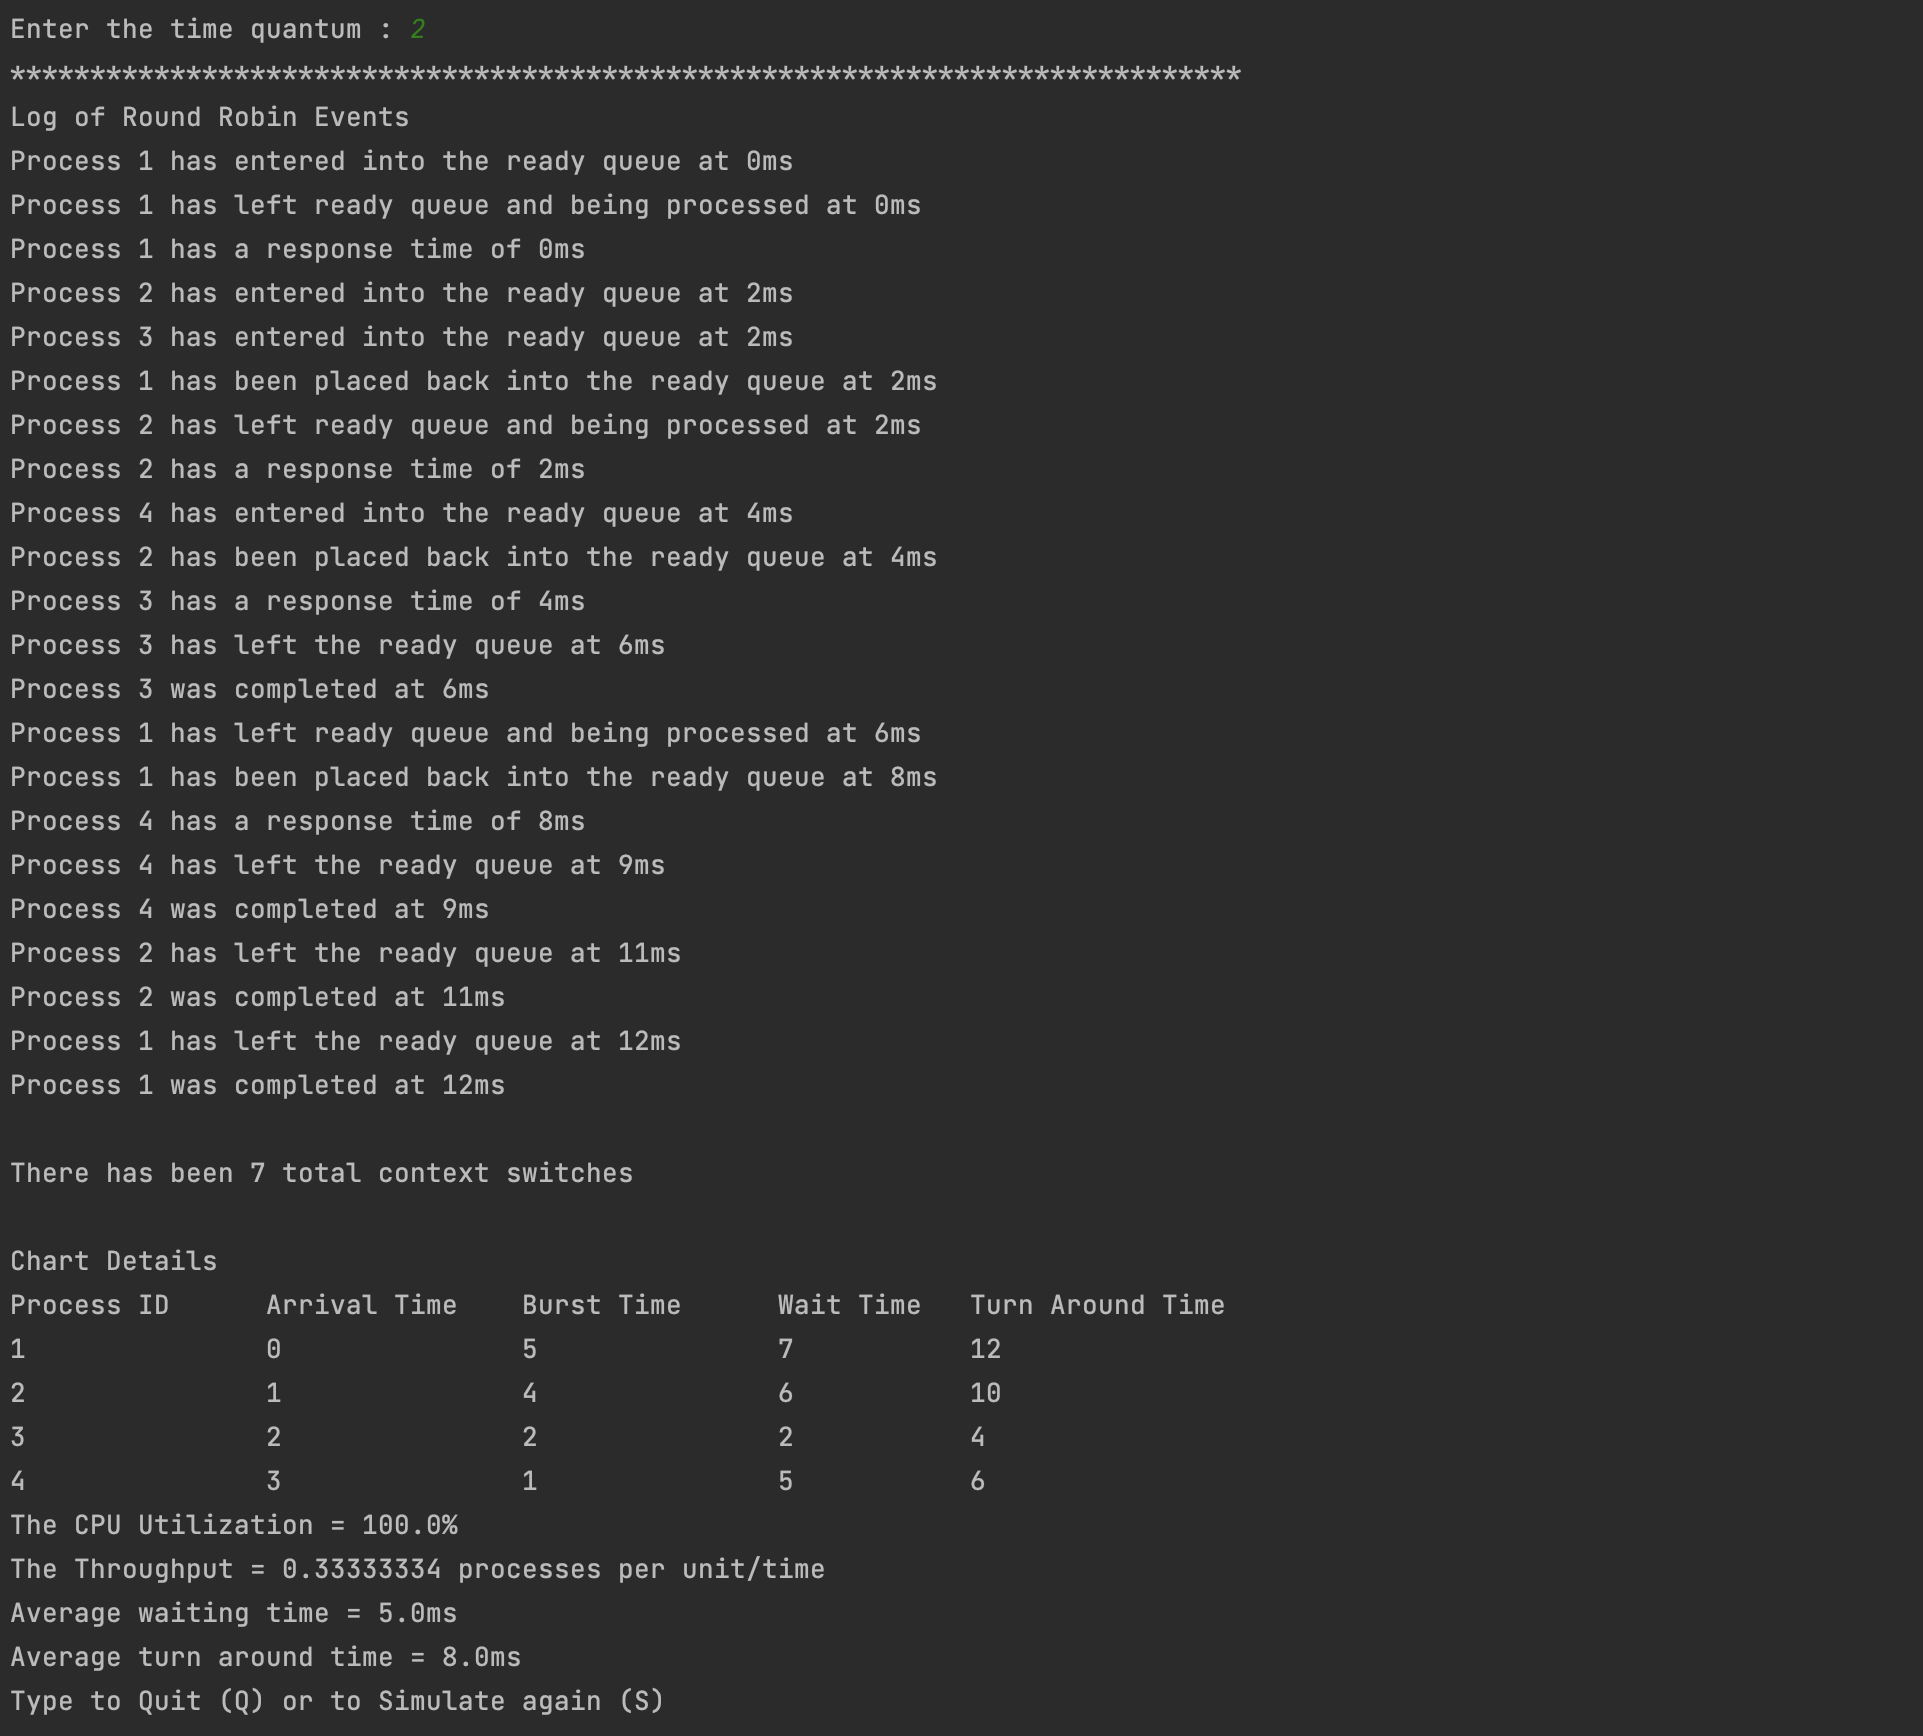 Enter the time quantum : 2
*****************************************************************************
Log of Round Robin Events
Process 1 has entered into the ready queue at 0ms
Process 1 has left ready queue and being processed at 0ms
Process 1 has a response time of 0ms
Process 2 has entered into the ready queue at 2ms
Process 3 has entered into the ready queue at 2ms
Process 1 has been placed back into the ready queue at 2ms
Process 2 has left ready queue and being processed at 2ms
Process 2 has a response time of 2ms
Process 4 has entered into the ready queue at 4ms
Process 2 has been placed back into the ready queue at 4ms
Process 3 has a response time of 4ms
Process 3 has left the ready queue at 6ms
Process 3 was completed at 6ms
Process 1 has left ready queue and being processed at 6ms
Process 1 has been placed back into the ready queue at 8ms
Process 4 has a response time of 8ms
Process 4 has left the ready queue at 9ms
Process 4 was completed at 9ms
Process 2 has left the ready queue at 11ms
Process 2 was completed at 11ms
Process 1 has left the ready queue at 12ms
Process 1 was completed at 12ms
There has been 7 total context switches
Chart Details
Process ID Arrival Time Burst Time Wait Time Turn Around Time
1 0 5 7 12
2 1 4 6 10
3 2 2 2 4
4 3 1 5 6
The CPU Utilization = 100.0%
The Throughput = 0.33333334 processes per unit/time
Average waiting time = 5.0ms
Average turn around time = 8.0ms
Type to Quit (Q) or to Simulate again (S)